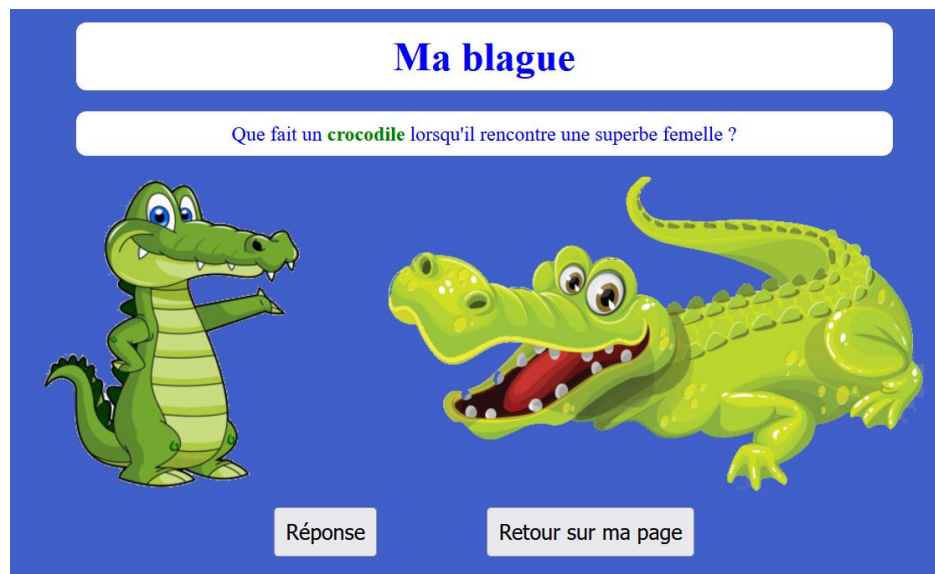 Ma blague
Que fait un crocodile lorsqu'il rencontre une superbe femelle ?
Réponse
Retour sur ma page